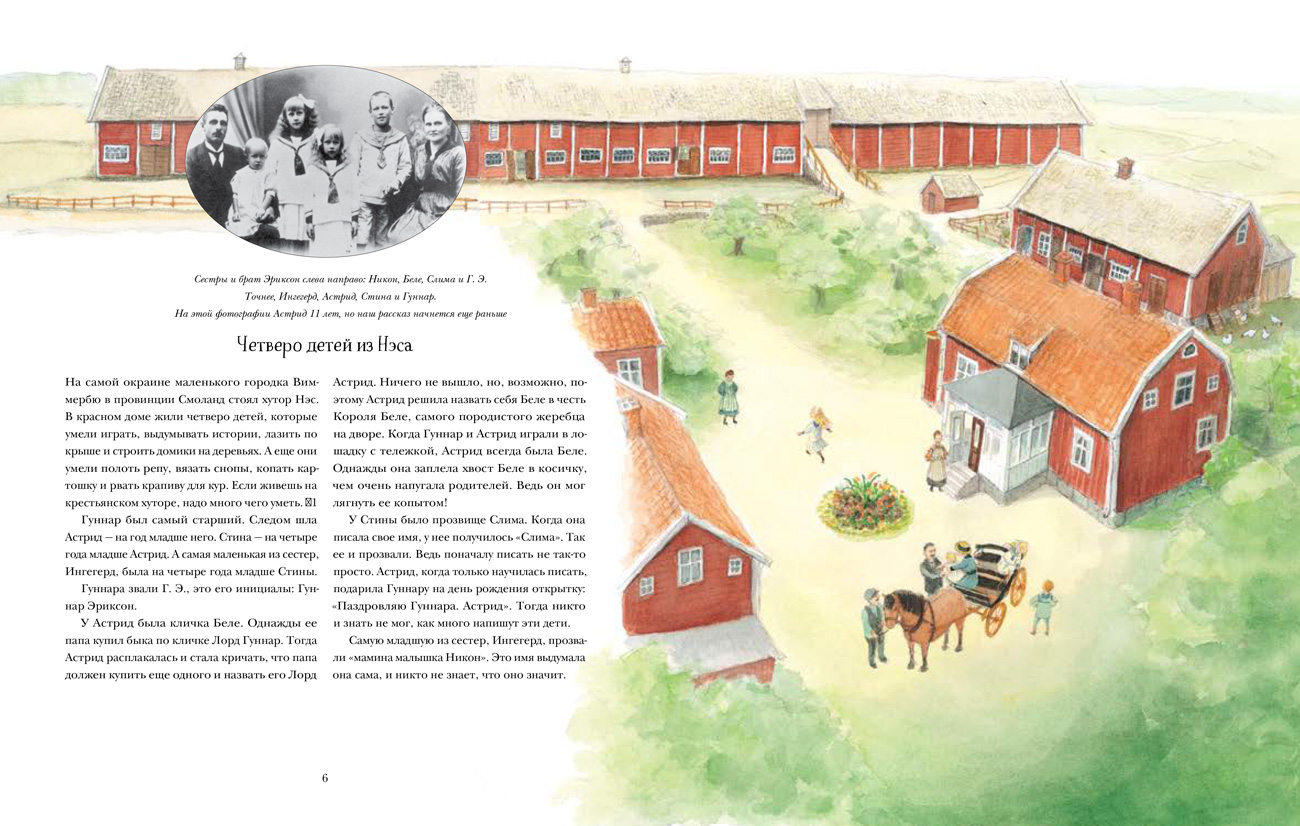 Сестры и брат Эриксон слева направо: Никон, Беле, Слима и Г. Э.
Точнее, Ингегерд, Астрид, Стина и Гуннар.
На этой фотографии Астрид 11 лет, но наш рассказ начнется еще раньше
Четверо детей из Нэса
На самой окраине маленького городка Вим-
мербю в провинции Смоланд стоял хутор Нэс.
В красном доме жили четверо детей, которые
умели играть, выдумывать истории, лазить по
крыше и строить домики на деревьях. А еще они
умели полоть репу, вязать снопы, копать кар-
тошку и рвать крапиву для кур. Если живешь на
крестьянском хуторе, надо много чего уметь. 1
Гуннар был самый старший. Следом шла
Астрид — на год младше него. Стина — на четыре
года младше Астрид. А самая маленькая из сестер,
Ингегерд, была на четыре года младше Стины.
Гуннара звали Г. Э., это его инициалы: Гун-
нар Эриксон.
У Астрид была кличка Беле. Однажды ее
папа купил быка по кличке Лорд Гуннар. Тогда
Астрид расплакалась и стала кричать, что папа
должен купить еще одного и назвать его Лорд
Астрид. Ничего не вышло, но, возможно, по-
этому Астрид решила назвать себя Беле в честь
Короля Беле, самого породистого жеребца
на дворе. Когда Гуннар и Астрид играли в ло-
шадку с тележкой, Астрид всегда была Беле.
Однажды она заплела хвост Беле в косичку,
чем очень напугала родителей. Ведь он мог
лягнуть ее копытом!
У Стины было прозвище Слима. Когда она
писала свое имя, у нее получилось «Слима». Так
ее и прозвали. Ведь поначалу писать не так-то
просто. Астрид, когда только научилась писать,
подарила Гуннару на день рождения открытку:
«Паздровляю Гуннара. Астрид». Тогда никто
и знать не мог, как много напишут эти дети.
Самую младшую из сестер, Ингегерд, прозва-
ли «мамина малышка Никон». Это имя выдумала
она сама, и никто не знает, что оно значит.
6